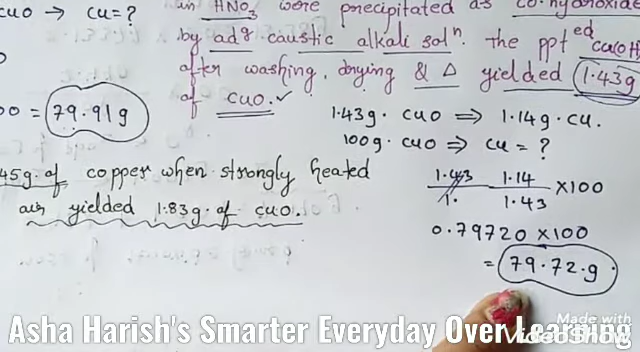 CuO → Cu = ?
in HNO3 were precipitated as Cu-hydroxide
by ad8 caustic alkali solⁿ. The pptᵉᵈ Cu(OH)
after washing, drying & Δ yielded 1.43g
of CuO. ✓
= 79.91g
1.43g. CuO ⇒ 1.14g. Cu.
100g. CuO ⇒ Cu = ?
1.43 / 1. 1.14 / 1.43 × 100
0.79720 × 100
= 79.72.g.
45g. of copper when strongly heated
air yielded 1.83g. of CuO.
Made with
VideoShow
Asha Harish's Smarter Everyday Over Learning